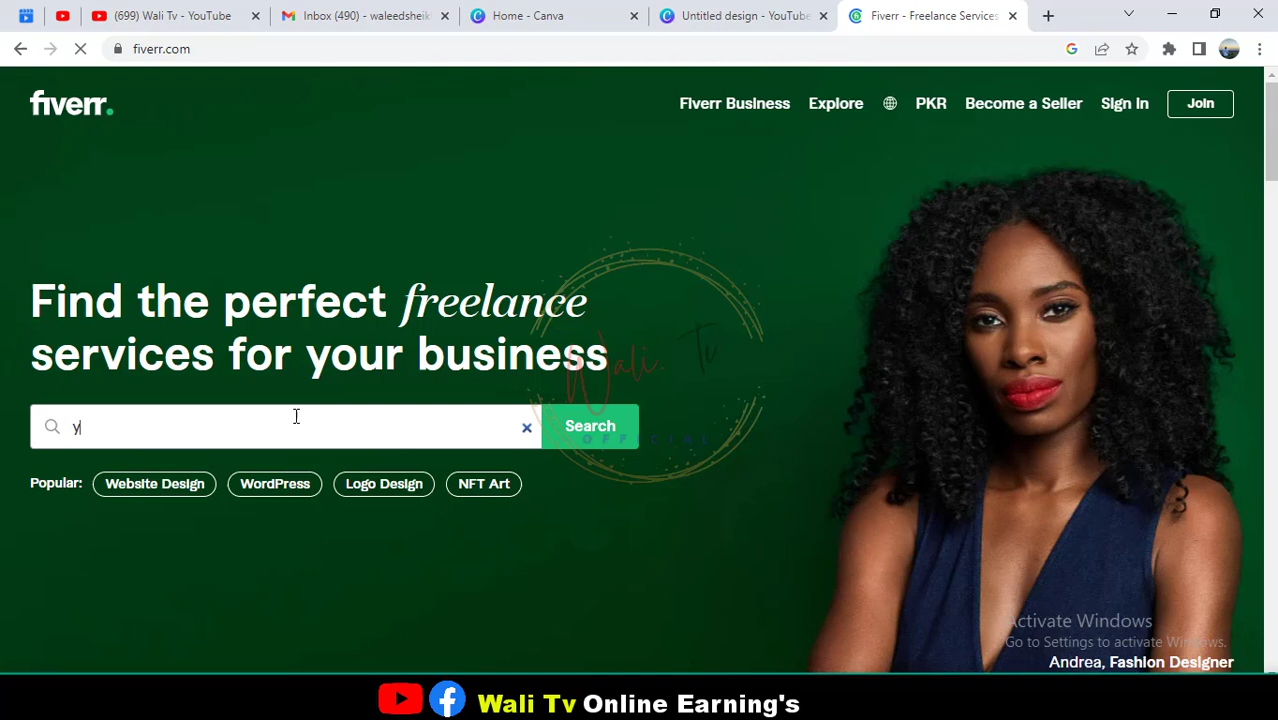 (699) Wali Tv - YouTube
Inbox (490) - waleedsheik
Home - Canva
Untitled design - YouTube
Fiverr - Freelance Services
fiverr.com
fiverr.
Fiverr Business Explore PKR Become a Seller Sign in Join
Find the perfect freelance
services for your business
y
Search
Popular: Website Design WordPress Logo Design NFT Art
Wali. Tv
OFFICIAL
Activate Windows
Go to Settings to activate Windows.
Andrea, Fashion Designer
Wali Tv Online Earning's